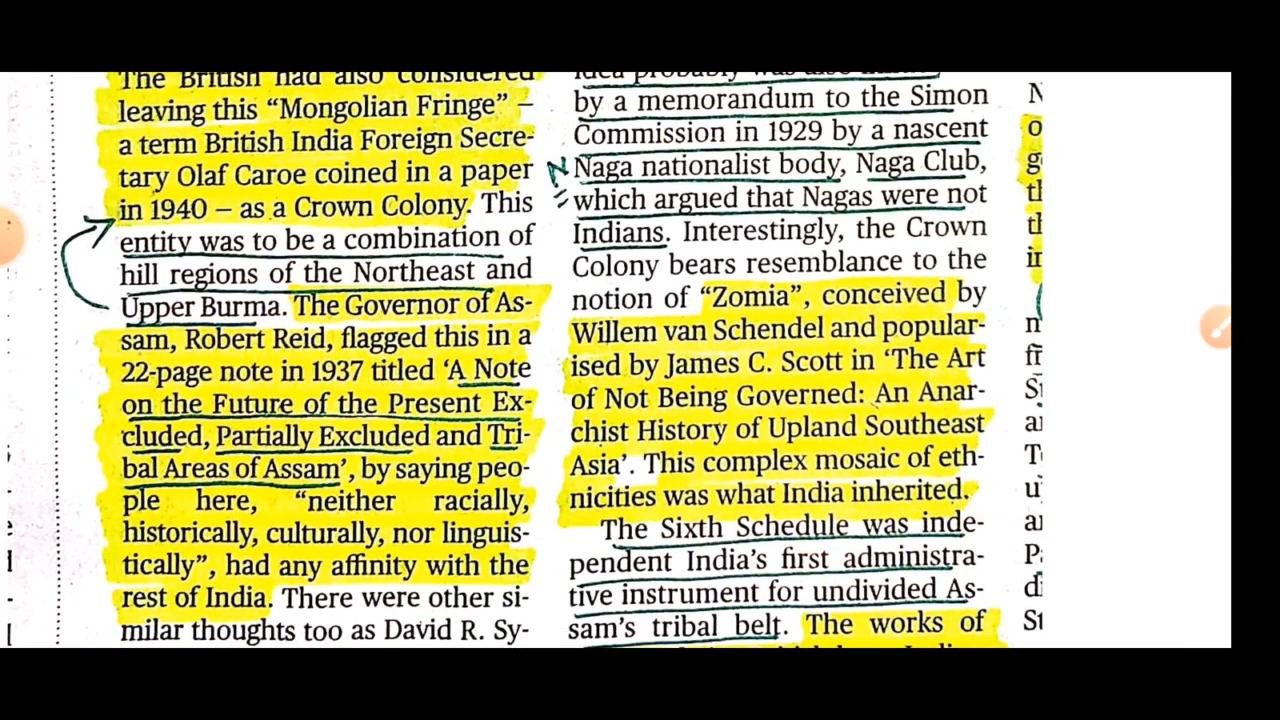 The British had also considered
leaving this “Mongolian Fringe” –
a term British India Foreign Secre-
tary Olaf Caroe coined in a paper
in 1940 – as a Crown Colony. This
entity was to be a combination of
hill regions of the Northeast and
Upper Burma. The Governor of As-
sam, Robert Reid, flagged this in a
22-page note in 1937 titled ‘A Note
on the Future of the Present Ex-
cluded, Partially Excluded and Tri-
bal Areas of Assam’, by saying peo-
ple here, “neither racially,
historically, culturally, nor linguis-
tically”, had any affinity with the
rest of India. There were other si-
milar thoughts too as David R. Sy-
idea probably was also
by a memorandum to the Simon
Commission in 1929 by a nascent
N Naga nationalist body, Naga Club,
which argued that Nagas were not
Indians. Interestingly, the Crown
Colony bears resemblance to the
notion of “Zomia”, conceived by
Willem van Schendel and popular-
ised by James C. Scott in ‘The Art
of Not Being Governed: An Anar-
chist History of Upland Southeast
Asia’. This complex mosaic of eth-
nicities was what India inherited.
The Sixth Schedule was inde-
pendent India’s first administra-
tive instrument for undivided As-
sam’s tribal belt. The works of